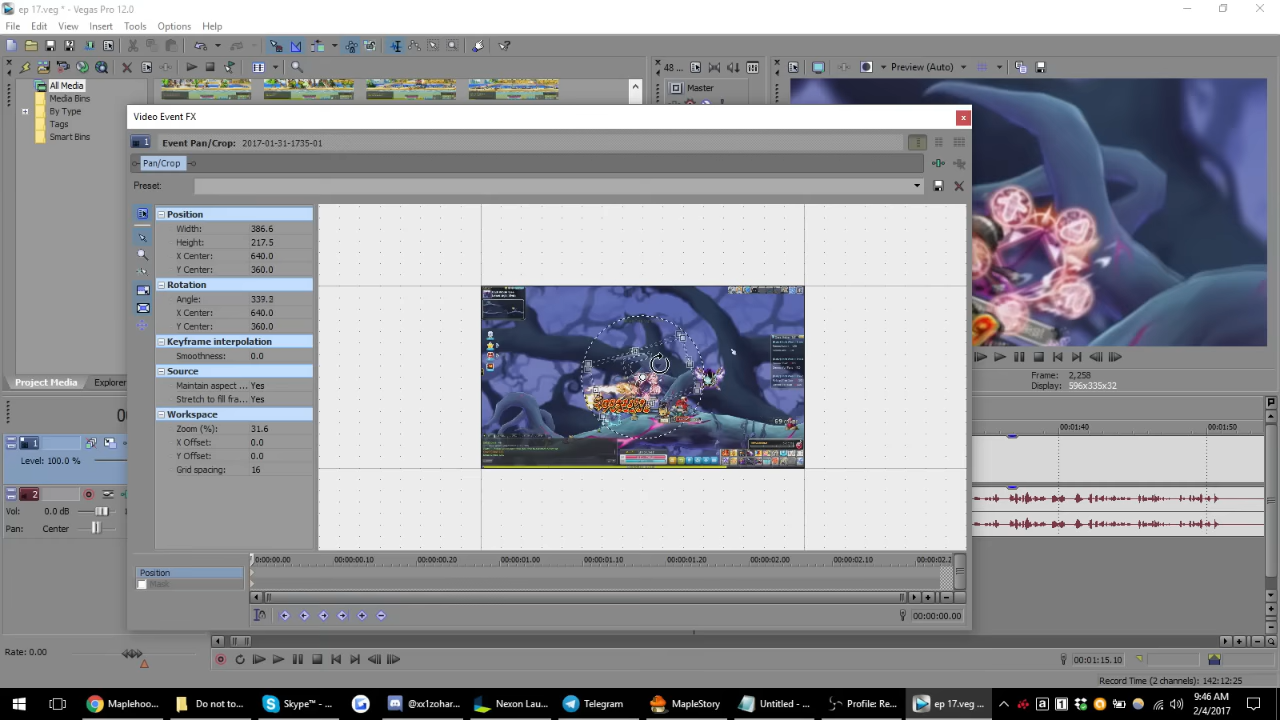 ep 17.veg * - Vegas Pro 12.0
File Edit View Insert Tools Options Help
48 ...
Preview (Auto)
All Media
Media Bins
By Type
Tags
Smart Bins
Master
Video Event FX
Event Pan/Crop: 2017-01-31-1735-01
Pan/Crop
Preset:
Position
Width: 386.6
Height: 217.5
X Center: 640.0
Y Center: 360.0
Rotation
Angle: 339.2
X Center: 640.0
Y Center: 360.0
Keyframe interpolation
Smoothness: 0.0
Source
Maintain aspect ... Yes
Stretch to fill fra... Yes
Workspace
Zoom (%): 31.6
X Offset: 0.0
Y Offset: 0.0
Grid spacing: 16
Project Media Explorer
Frame: 2,258
Display: 596x335x32
00:01:40 00:01:50
1
Level: 100.0 %
2
Vol: 0.0 dB
Pan: Center
00:00:00.00 00:00:00.10 00:00:00.20 00:00:01.00 00:00:01.10 00:00:01.20 00:00:02.00 00:00:02.10 00:00:02.2
Position
Mask
00:00:00.00
Rate: 0.00
00:01:15.10
Record Time (2 channels): 142:12:25
Maplehoo...
Do not to...
Skype™ - ...
@xx1zohar...
Nexon Lau...
Telegram
MapleStory
Untitled - ...
Profile Re...
ep 17.veg ...
9:46 AM
2/4/2017